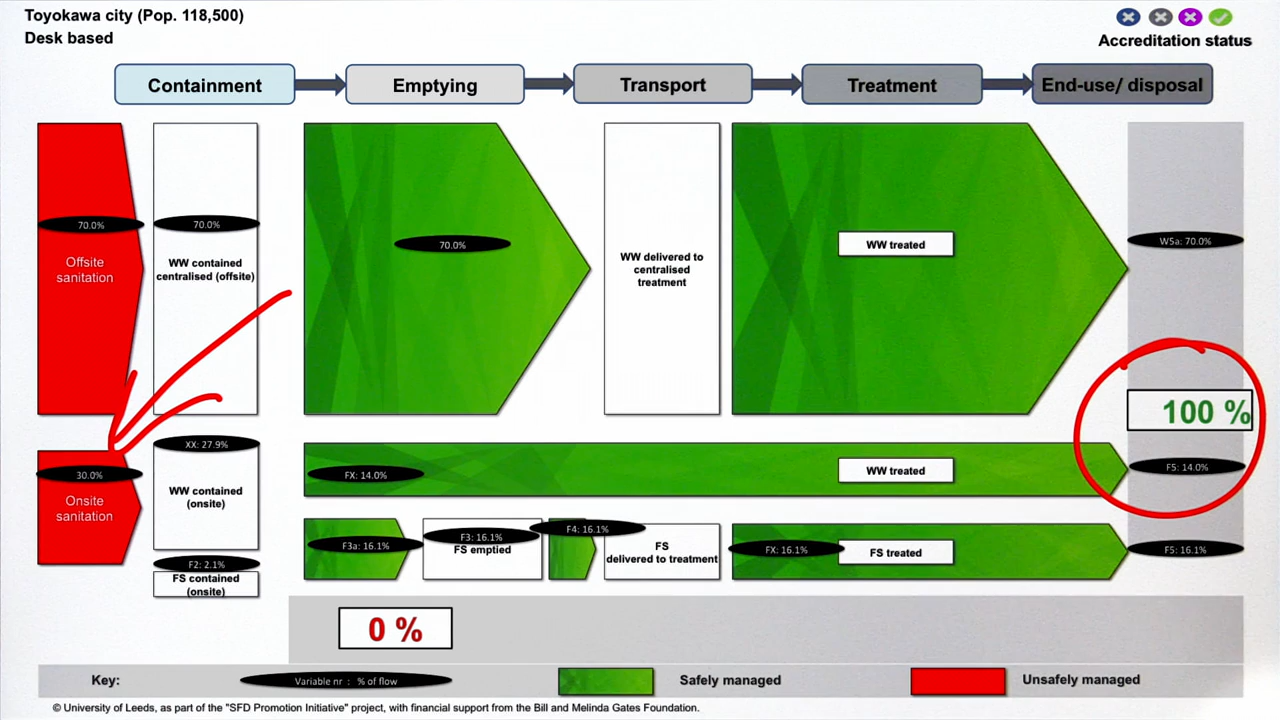 Toyokawa city (Pop. 118,500)
Desk based
Accreditation status
Containment
Emptying
Transport
Treatment
End-use/ disposal
70.0%
Offsite
sanitation
70.0%
WW contained
centralised (offsite)
70.0%
WW delivered to
centralised
treatment
WW treated
W5a: 70.0%
100 %
30.0%
Onsite
sanitation
XX: 27.9%
WW contained
(onsite)
FX: 14.0%
WW treated
F5: 14.0%
F2: 2.1%
FS contained
(onsite)
F3a: 16.1%
F3: 16.1%
FS emptied
F4: 16.1%
FS
delivered to treatment
FX: 16.1%
FS treated
F5: 16.1%
0 %
Key:
Variable nr : % of flow
Safely managed
Unsafely managed
© University of Leeds, as part of the "SFD Promotion Initiative" project, with financial support from the Bill and Melinda Gates Foundation.